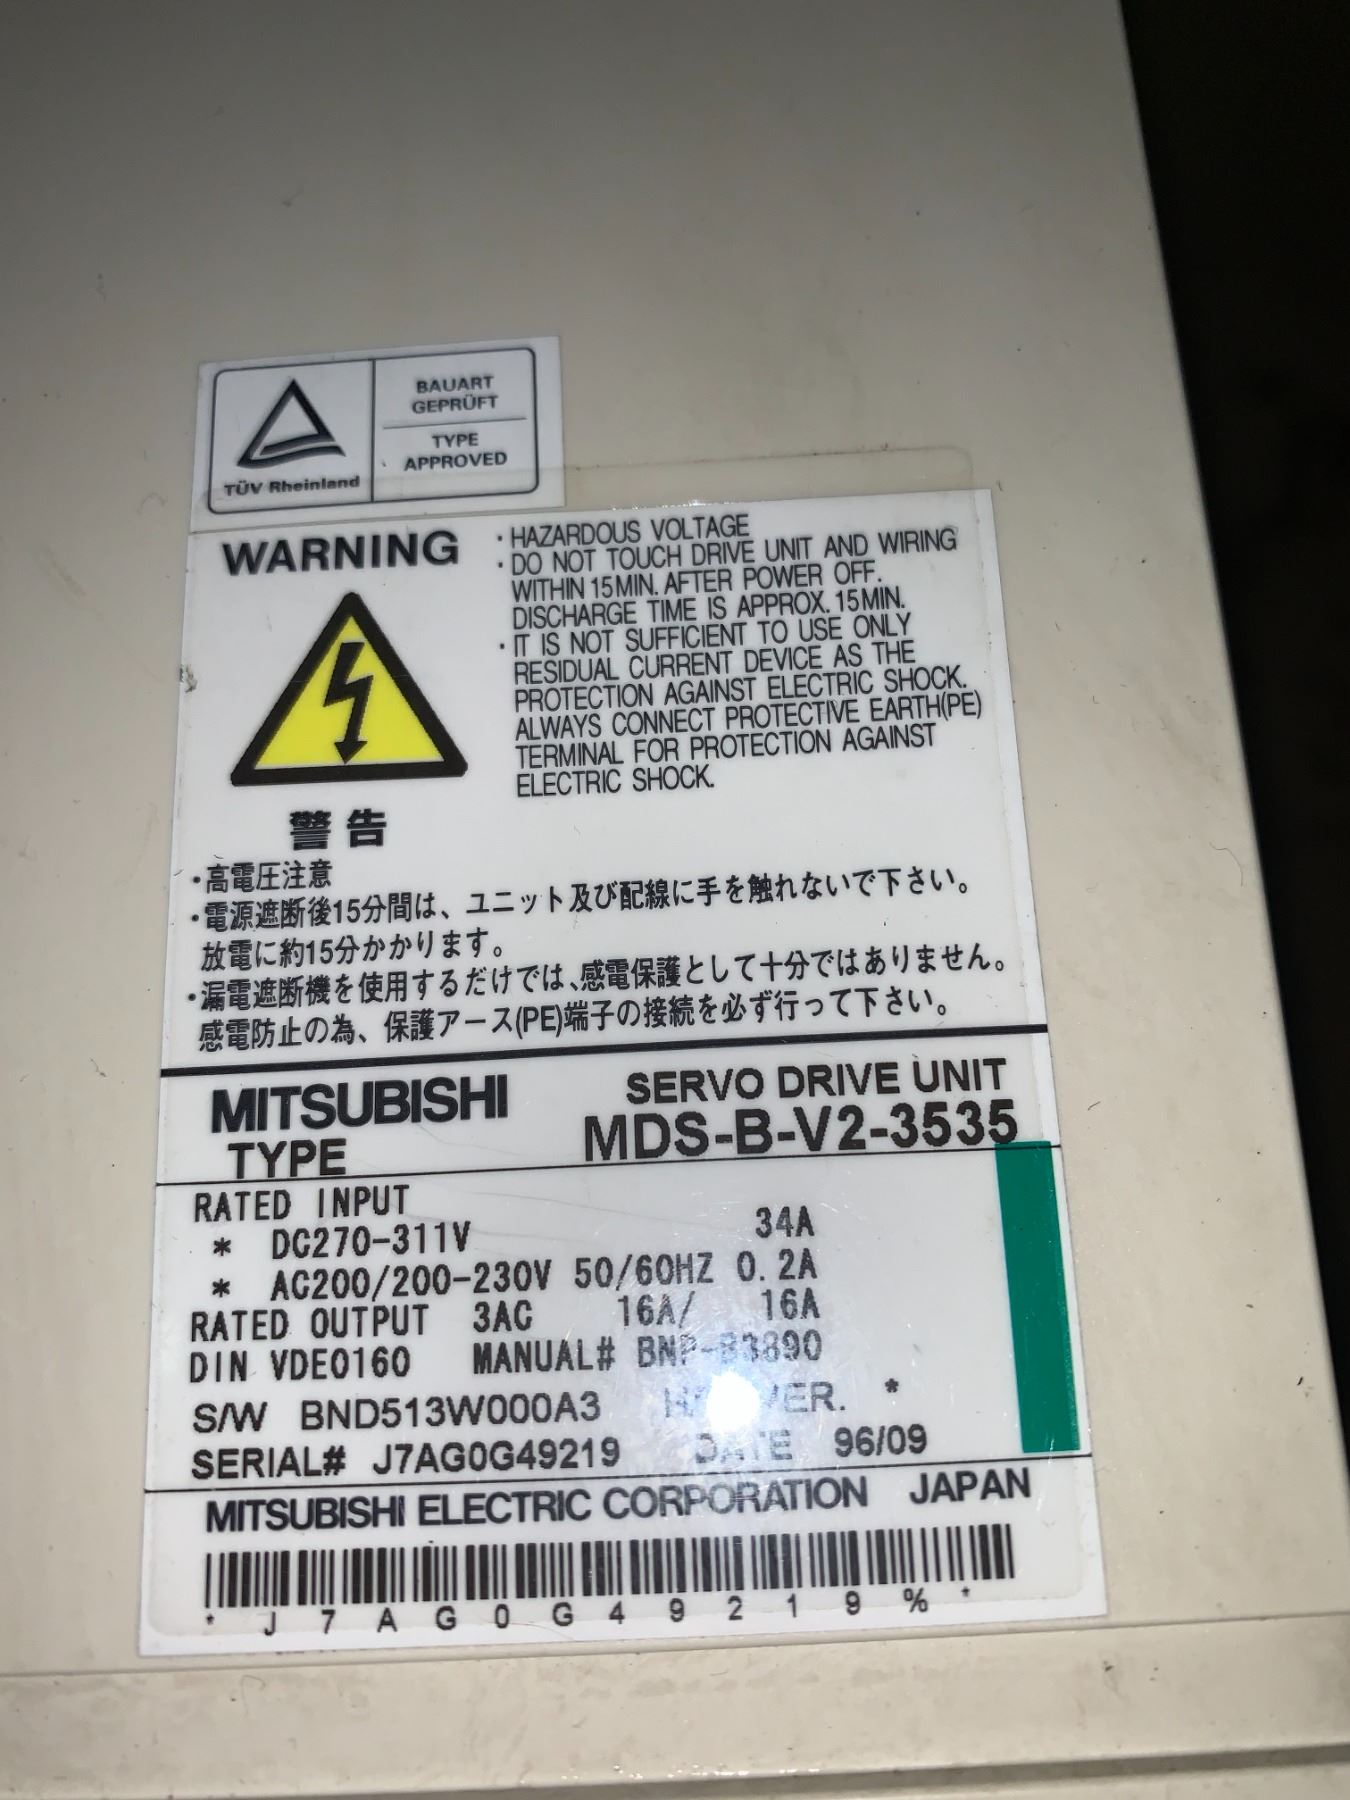 BAUART
GEPRÜFT
TYPE
APPROVED
TÜV Rheinland
WARNING
・HAZARDOUS VOLTAGE
・DO NOT TOUCH DRIVE UNIT AND WIRING
WITHIN 15MIN. AFTER POWER OFF.
DISCHARGE TIME IS APPROX. 15MIN.
・IT IS NOT SUFFICIENT TO USE ONLY
RESIDUAL CURRENT DEVICE AS THE
PROTECTION AGAINST ELECTRIC SHOCK.
ALWAYS CONNECT PROTECTIVE EARTH(PE)
TERMINAL FOR PROTECTION AGAINST
ELECTRIC SHOCK.
警告
・高電圧注意
・電源遮断後15分間は、ユニット及び配線に手を触れないで下さい。
放電に約15分かかります。
・漏電遮断機を使用するだけでは、感電保護として十分ではありません。
感電防止の為、保護アース(PE)端子の接続を必ず行って下さい。
MITSUBISHI SERVO DRIVE UNIT
TYPE MDS-B-V2-3535
RATED INPUT
* DC270-311V 34A
* AC200/200-230V 50/60HZ 0.2A
RATED OUTPUT 3AC 16A/ 16A
DIN VDE0160 MANUAL# BNP-B3890
S/W BND513W000A3 VER. *
SERIAL# J7AG0G49219 DATE 96/09
MITSUBISHI ELECTRIC CORPORATION JAPAN
* J 7 A G 0 G 4 9 2 1 9 % *